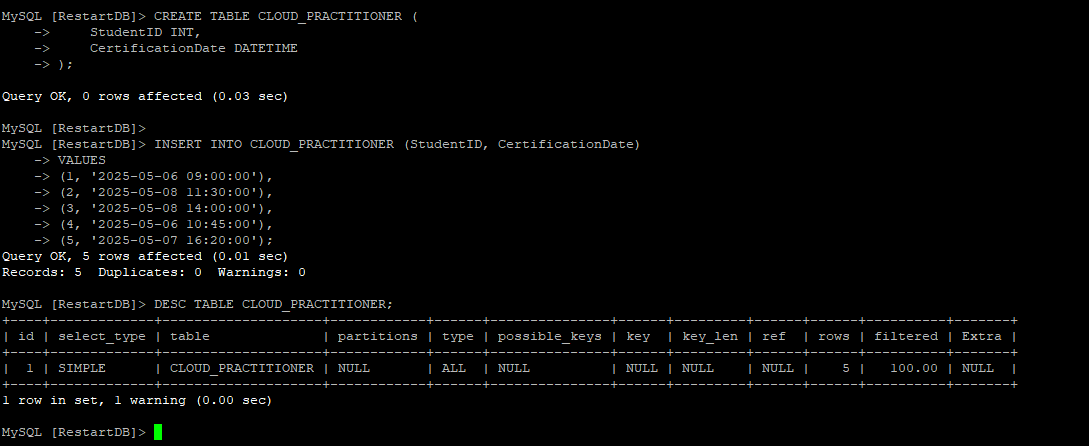 MySQL [RestartDB]> CREATE TABLE CLOUD_PRACTITIONER (
    ->     StudentID INT,
    ->     CertificationDate DATETIME
    -> );
Query OK, 0 rows affected (0.03 sec)
MySQL [RestartDB]>
MySQL [RestartDB]> INSERT INTO CLOUD_PRACTITIONER (StudentID, CertificationDate)
    -> VALUES
    -> (1, '2025-05-06 09:00:00'),
    -> (2, '2025-05-08 11:30:00'),
    -> (3, '2025-05-08 14:00:00'),
    -> (4, '2025-05-06 10:45:00'),
    -> (5, '2025-05-07 16:20:00');
Query OK, 5 rows affected (0.01 sec)
Records: 5  Duplicates: 0  Warnings: 0
MySQL [RestartDB]> DESC TABLE CLOUD_PRACTITIONER;
+----+-------------+--------------------+------------+------+---------------+------+---------+------+------+----------+-------+
| id | select_type | table              | partitions | type | possible_keys | key  | key_len | ref  | rows | filtered | Extra |
+----+-------------+--------------------+------------+------+---------------+------+---------+------+------+----------+-------+
|  1 | SIMPLE      | CLOUD_PRACTITIONER | NULL       | ALL  | NULL          | NULL | NULL    | NULL |    5 |   100.00 | NULL  |
+----+-------------+--------------------+------------+------+---------------+------+---------+------+------+----------+-------+
1 row in set, 1 warning (0.00 sec)
MySQL [RestartDB]>